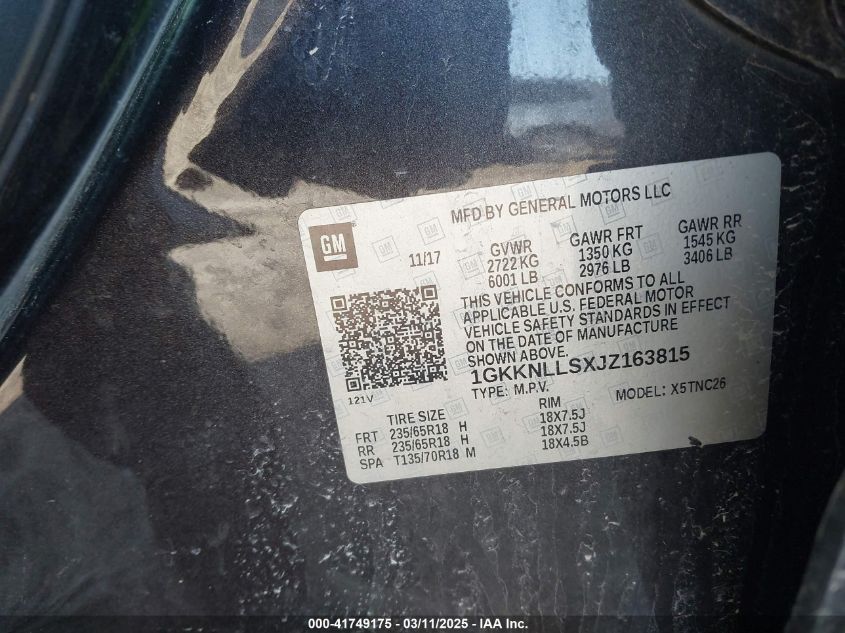 MFD BY GENERAL MOTORS LLC
GM
11/17
GVWR
2722 KG
6001 LB
GAWR FRT
1350 KG
2976 LB
GAWR RR
1545 KG
3406 LB
THIS VEHICLE CONFORMS TO ALL
APPLICABLE U.S. FEDERAL MOTOR
VEHICLE SAFETY STANDARDS IN EFFECT
ON THE DATE OF MANUFACTURE
SHOWN ABOVE.
1GKKNLLSXJZ163815
TYPE: M.P.V.
MODEL: X5TNC26
121V
TIRE SIZE RIM
FRT 235/65R18 H 18X7.5J
RR 235/65R18 H 18X7.5J
SPA T135/70R18 M 18X4.5B
000-41749175 - 03/11/2025 - 1GKKNLLSXJZ163815